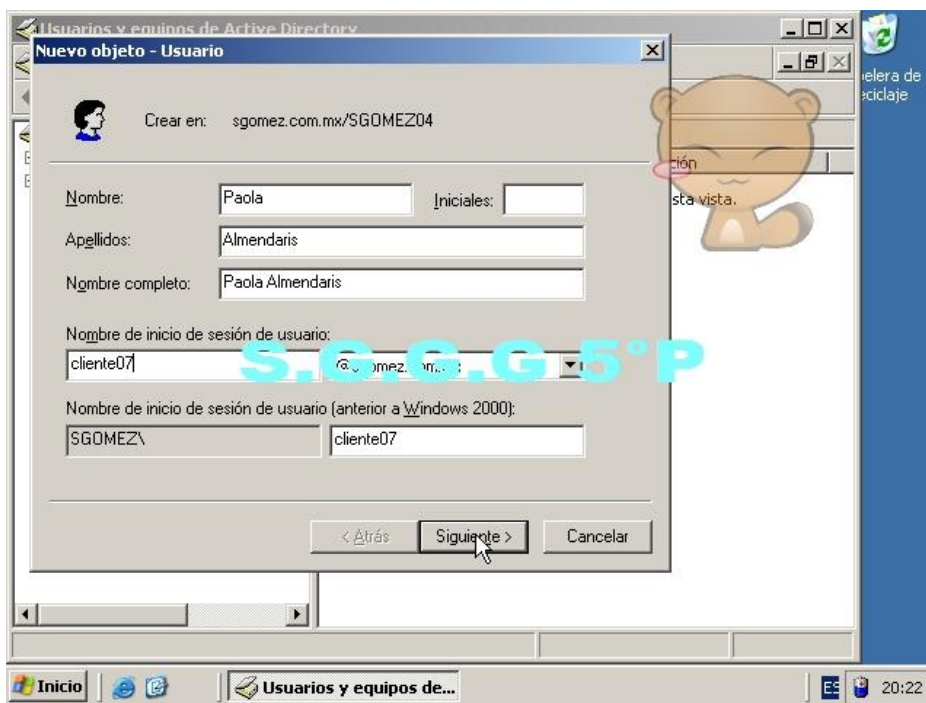 Usuarios y equipos de Active Directory
Nuevo objeto - Usuario
Crear en: sgomez.com.mx/SGOMEZ04
Nombre: Paola Iniciales:
Apellidos: Almendaris
Nombre completo: Paola Almendaris
Nombre de inicio de sesión de usuario:
cliente07
S.G.G.G 5°P
Nombre de inicio de sesión de usuario (anterior a Windows 2000):
SGOMEZ\ cliente07
< Atrás Siguiente > Cancelar
ción
sta vista.
elera de
eciclaje
Inicio Usuarios y equipos de... ES 20:22